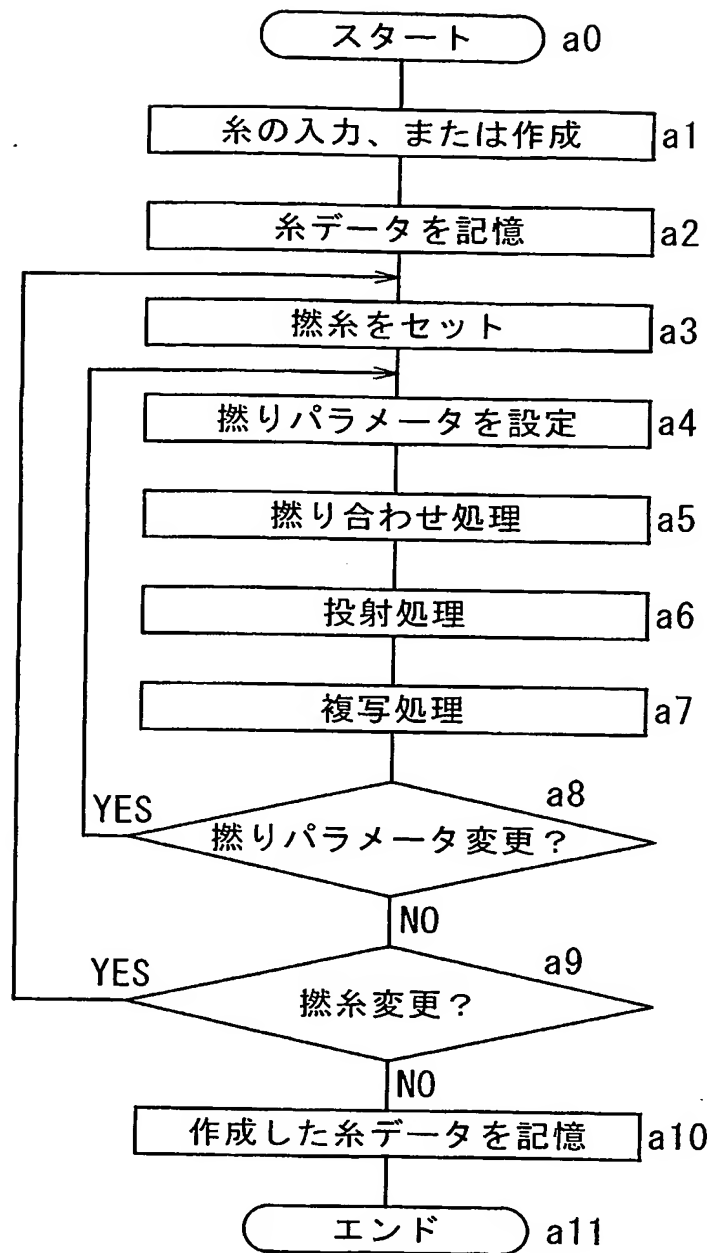 スタート a0
糸の入力、または作成 a1
糸データを記憶 a2
撚糸をセット a3
撚りパラメータを設定 a4
撚り合わせ処理 a5
投射処理 a6
複写処理 a7
a8
YES
撚りパラメータ変更?
NO
a9
YES
撚糸変更?
NO
作成した糸データを記憶 a10
エンド a11